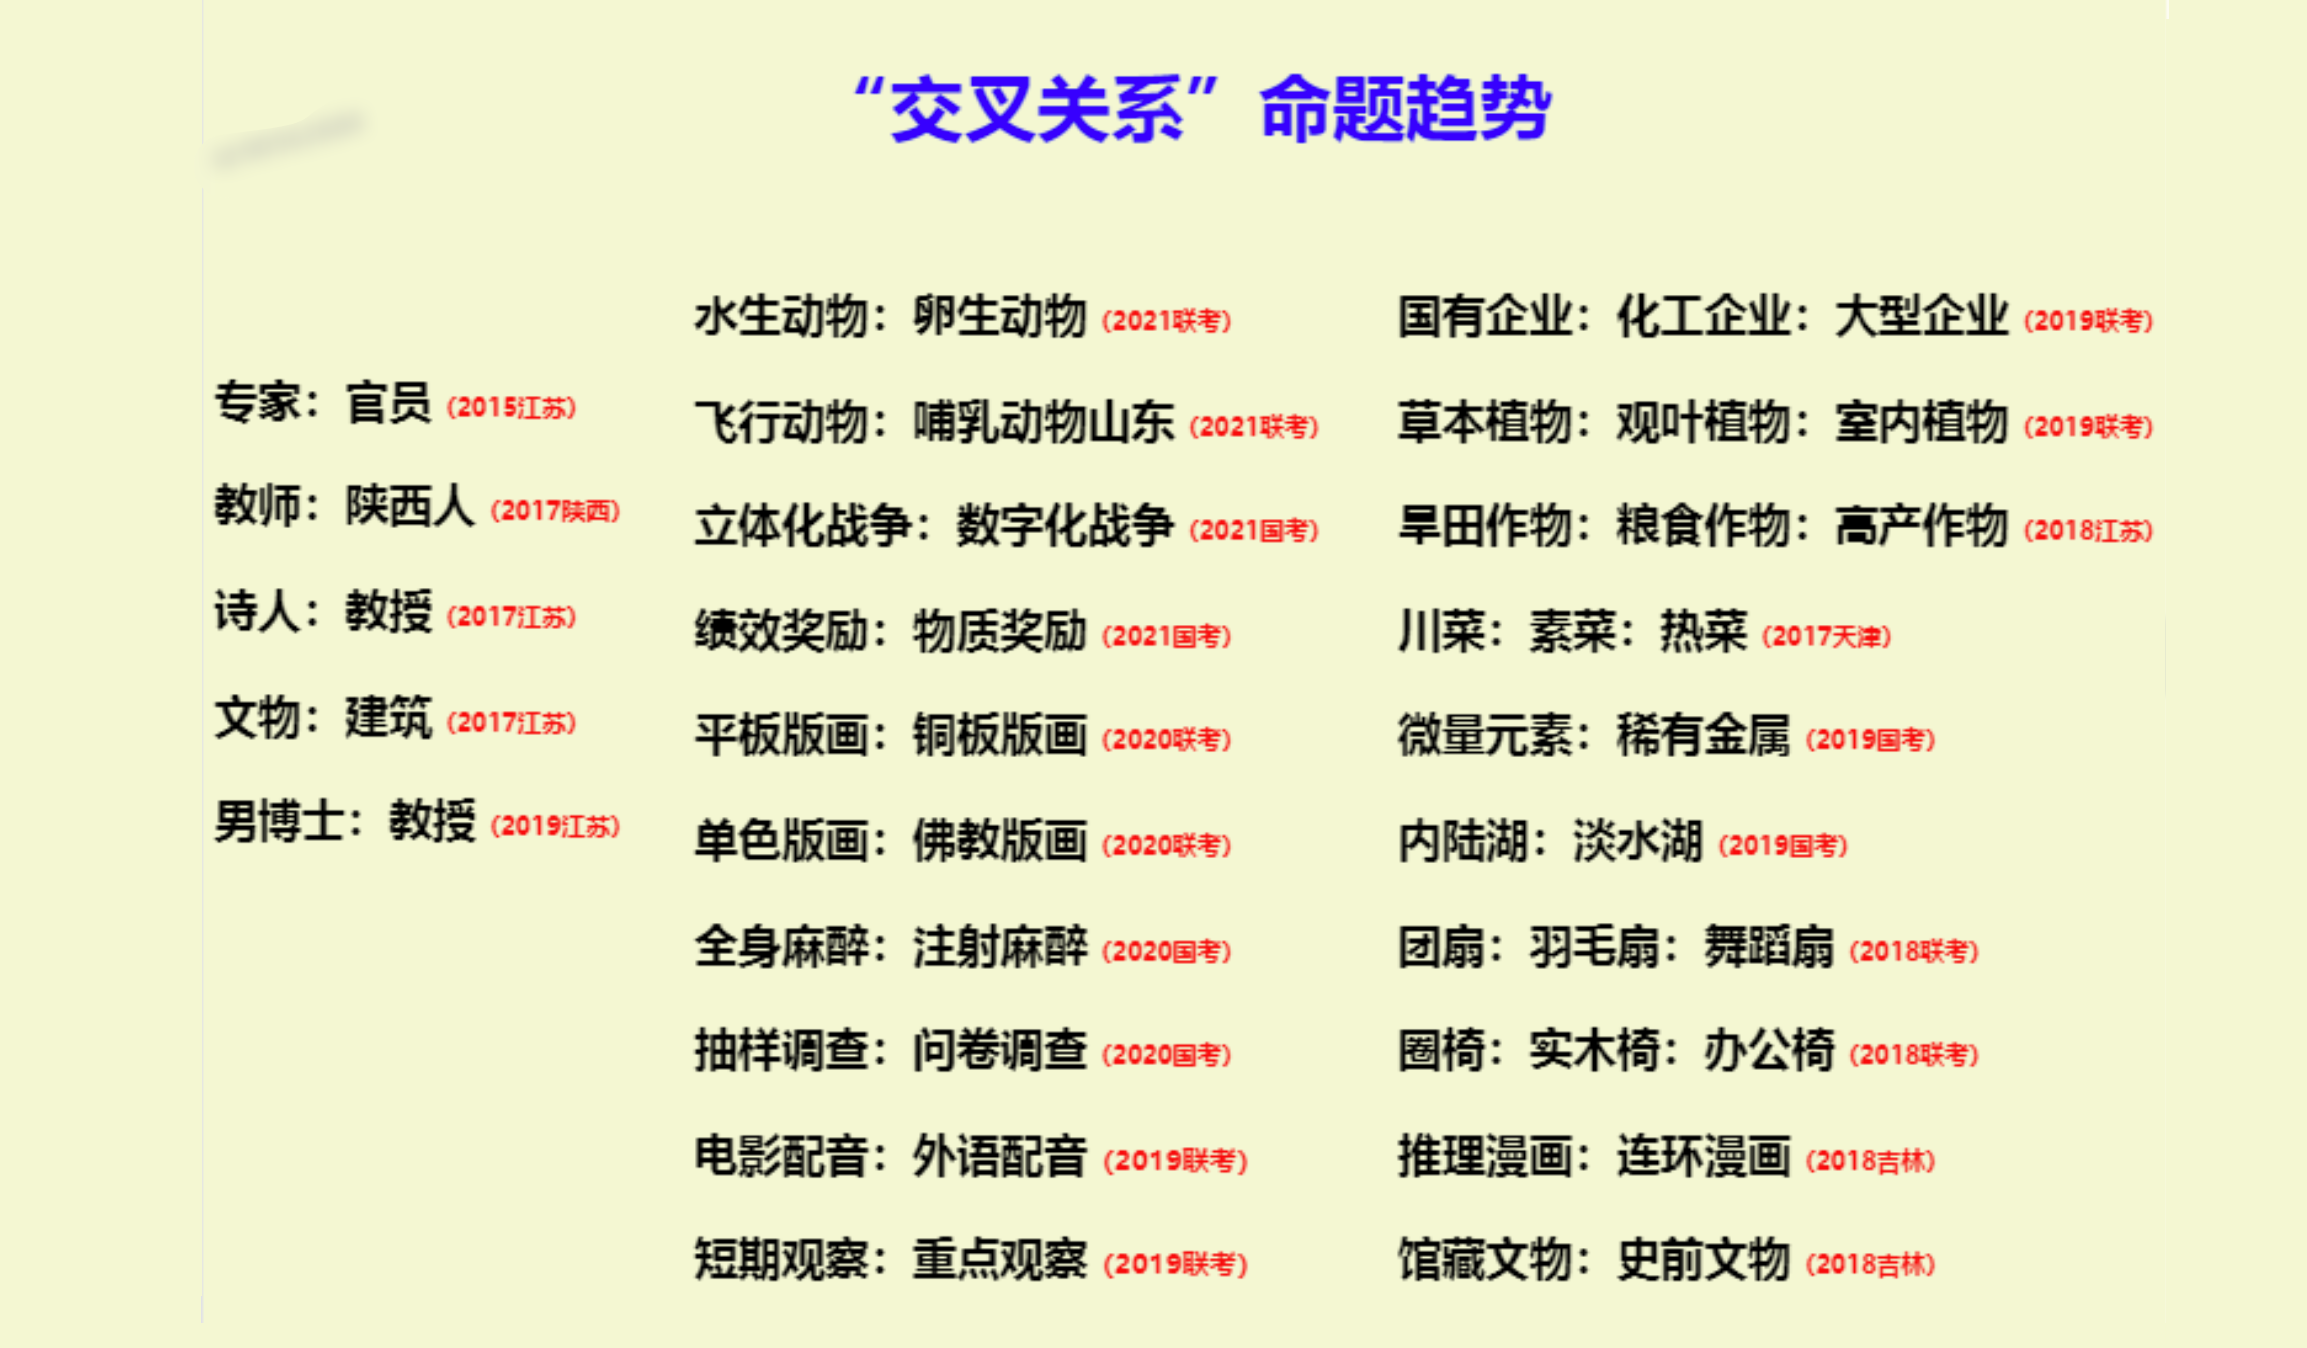 “交叉关系”命题趋势
专家：官员（2015江苏）
教师：陕西人（2017陕西）
诗人：教授（2017江苏）
文物：建筑（2017江苏）
男博士：教授（2019江苏）
水生动物：卵生动物（2021联考）
飞行动物：哺乳动物山东（2021联考）
立体化战争：数字化战争（2021国考）
绩效奖励：物质奖励（2021国考）
平板版画：铜板版画（2020联考）
单色版画：佛教版画（2020联考）
全身麻醉：注射麻醉（2020国考）
抽样调查：问卷调查（2020国考）
电影配音：外语配音（2019联考）
短期观察：重点观察（2019联考）
国有企业：化工企业：大型企业（2019联考）
草本植物：观叶植物：室内植物（2019联考）
旱田作物：粮食作物：高产作物（2018江苏）
川菜：素菜：热菜（2017天津）
微量元素：稀有金属（2019国考）
内陆湖：淡水湖（2019国考）
团扇：羽毛扇：舞蹈扇（2018联考）
圈椅：实木椅：办公椅（2018联考）
推理漫画：连环漫画（2018吉林）
馆藏文物：史前文物（2018吉林）